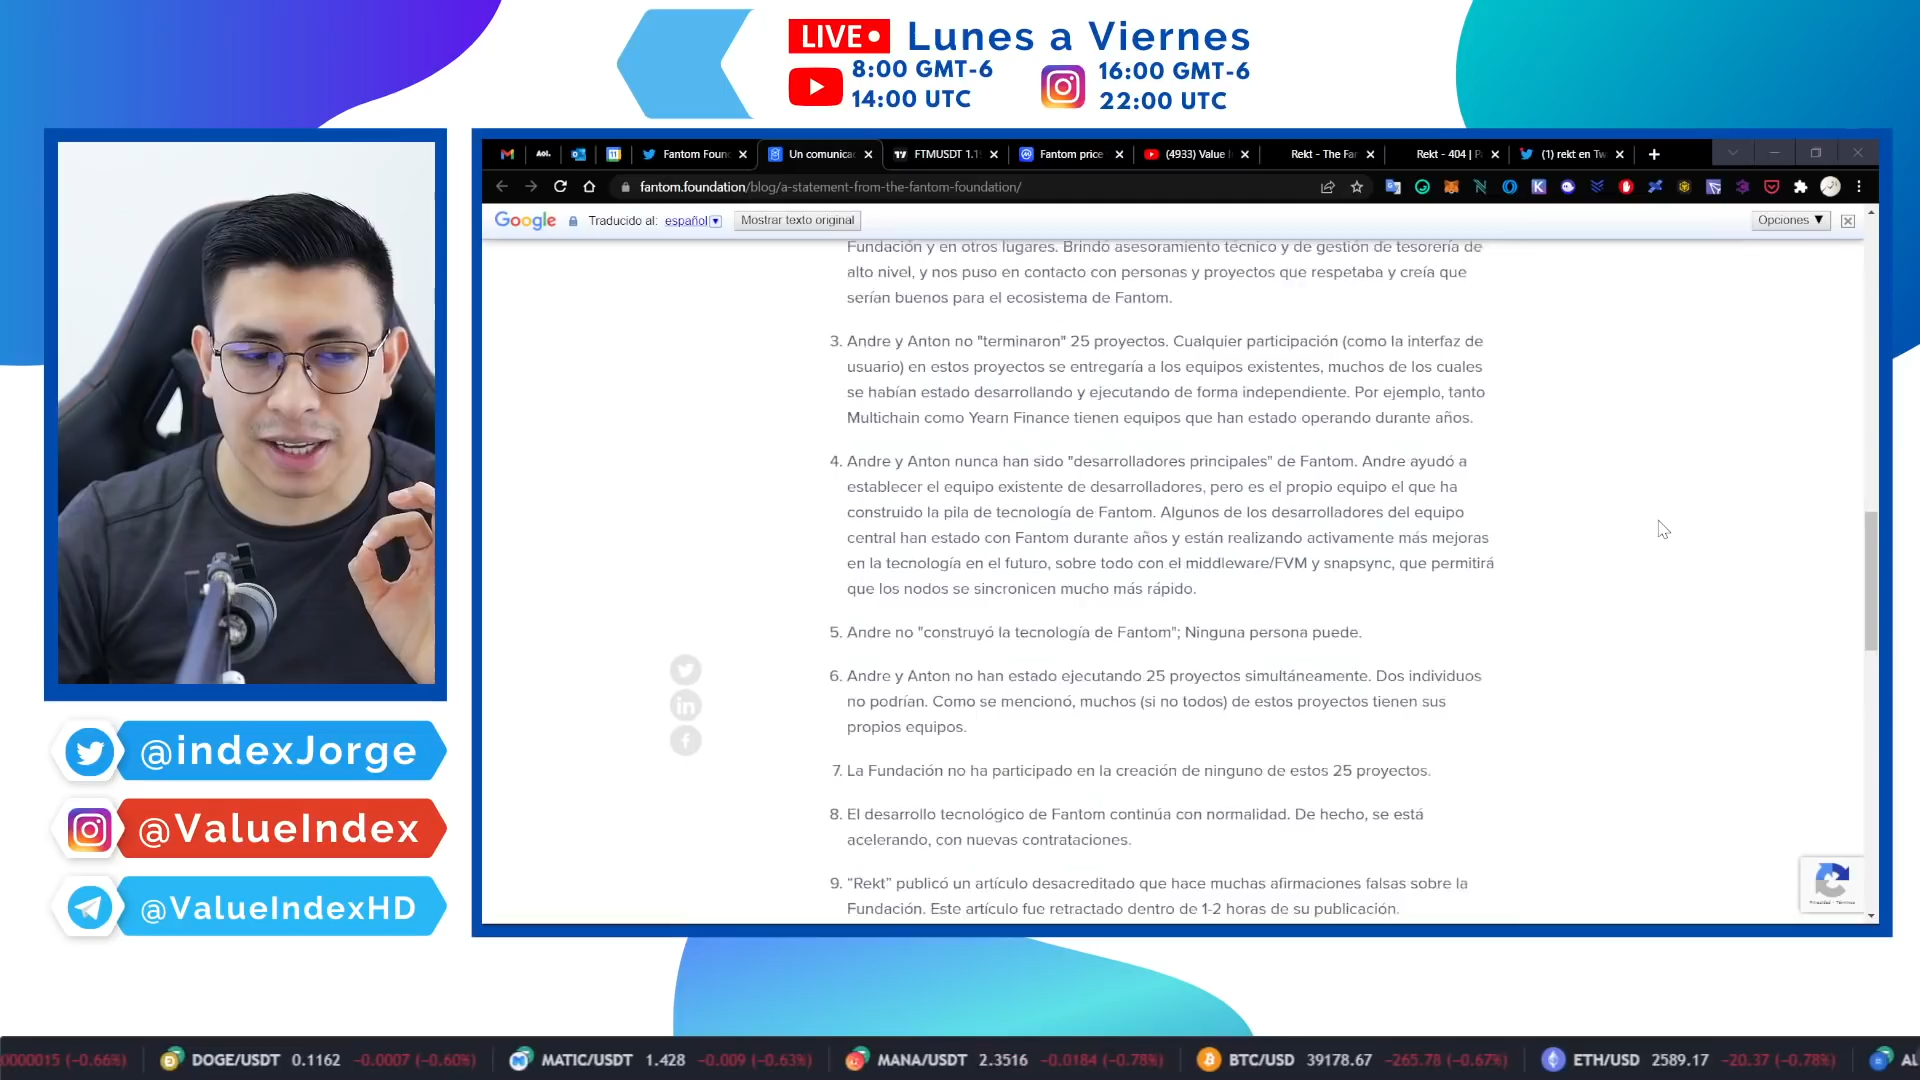 LIVE
Lunes a Viernes
8:00 GMT-6
14:00 UTC
16:00 GMT-6
22:00 UTC
Aol.
Fantom Foun
Un comunica
FTMUSDT 1.1
Fantom price
(4933) Value I
Rekt - The Fa
Rekt - 404 | P
(1) rekt en Tw
fantom.foundation/blog/a-statement-from-the-fantom-foundation/
Google Traducido al: español Mostrar texto original Opciones
Fundación y en otros lugares. Brindó asesoramiento técnico y de gestión de tesorería de
alto nivel, y nos puso en contacto con personas y proyectos que respetaba y creía que
serían buenos para el ecosistema de Fantom.
3. Andre y Anton no "terminaron" 25 proyectos. Cualquier participación (como la interfaz de
usuario) en estos proyectos se entregaría a los equipos existentes, muchos de los cuales
se habían estado desarrollando y ejecutando de forma independiente. Por ejemplo, tanto
Multichain como Yearn Finance tienen equipos que han estado operando durante años.
4. Andre y Anton nunca han sido "desarrolladores principales" de Fantom. Andre ayudó a
establecer el equipo existente de desarrolladores, pero es el propio equipo el que ha
construido la pila de tecnología de Fantom. Algunos de los desarrolladores del equipo
central han estado con Fantom durante años y están realizando activamente más mejoras
en la tecnología en el futuro, sobre todo con el middleware/FVM y snapsync, que permitirá
que los nodos se sincronicen mucho más rápido.
5. Andre no "construyó la tecnología de Fantom"; Ninguna persona puede.
6. Andre y Anton no han estado ejecutando 25 proyectos simultáneamente. Dos individuos
no podrían. Como se mencionó, muchos (si no todos) de estos proyectos tienen sus
propios equipos.
7. La Fundación no ha participado en la creación de ninguno de estos 25 proyectos.
8. El desarrollo tecnológico de Fantom continúa con normalidad. De hecho, se está
acelerando, con nuevas contrataciones.
9. “Rekt” publicó un artículo desacreditado que hace muchas afirmaciones falsas sobre la
Fundación. Este artículo fue retractado dentro de 1-2 horas de su publicación.
@indexJorge
@ValueIndex
@ValueIndexHD
0000015 (−0.66%) DOGE/USDT 0.1162 −0.0007 (−0.60%) MATIC/USDT 1.428 −0.009 (−0.63%) MANA/USDT 2.3516 −0.0184 (−0.78%) BTC/USD 39178.67 −265.78 (−0.67%) ETH/USD 2589.17 −20.37 (−0.78%) AL